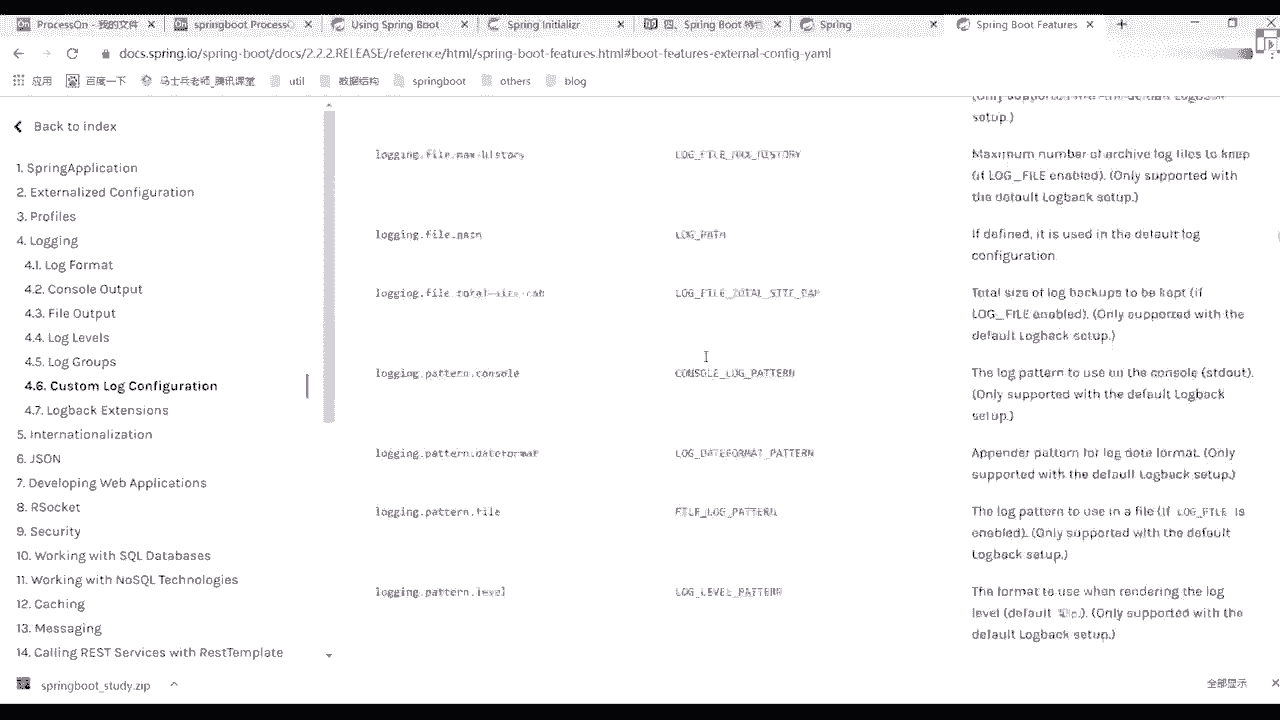 ProcessOn - 我的文件
springboot Process
Using Spring Boot
Spring Initializr
四、Spring Boot 特性
Spring
Spring Boot Features
docs.spring.io/spring-boot/docs/2.2.2.RELEASE/reference/html/spring-boot-features.html#boot-features-external-config-yaml
应用
百度一下
马士兵老师_腾讯课堂
util
数据结构
springboot
others
blog
Back to index
1. SpringApplication
2. Externalized Configuration
3. Profiles
4. Logging
4.1. Log Format
4.2. Console Output
4.3. File Output
4.4. Log Levels
4.5. Log Groups
4.6. Custom Log Configuration
4.7. Logback Extensions
5. Internationalization
6. JSON
7. Developing Web Applications
8. RSocket
9. Security
10. Working with SQL Databases
11. Working with NoSQL Technologies
12. Caching
13. Messaging
14. Calling REST Services with RestTemplate
(Only supported with the default Logback
setup.)
logging.file.max-history
LOG_FILE_MAX_HISTORY
Maximum number of archive log files to keep
(if LOG_FILE enabled). (Only supported with
the default Logback setup.)
logging.file.path
LOG_PATH
If defined, it is used in the default log
configuration.
logging.file.total-size-cap
LOG_FILE_TOTAL_SIZE_CAP
Total size of log backups to be kept (if
LOG_FILE enabled). (Only supported with the
default Logback setup.)
logging.pattern.console
CONSOLE_LOG_PATTERN
The log pattern to use on the console (stdout).
(Only supported with the default Logback
setup.)
logging.pattern.dateformat
LOG_DATEFORMAT_PATTERN
Appender pattern for log date format. (Only
supported with the default Logback setup.)
logging.pattern.file
FILE_LOG_PATTERN
The log pattern to use in a file (if LOG_FILE is
enabled). (Only supported with the default
Logback setup.)
logging.pattern.level
LOG_LEVEL_PATTERN
The format to use when rendering the log
level (default %5p). (Only supported with the
default Logback setup.)
springboot_study.zip
全部显示